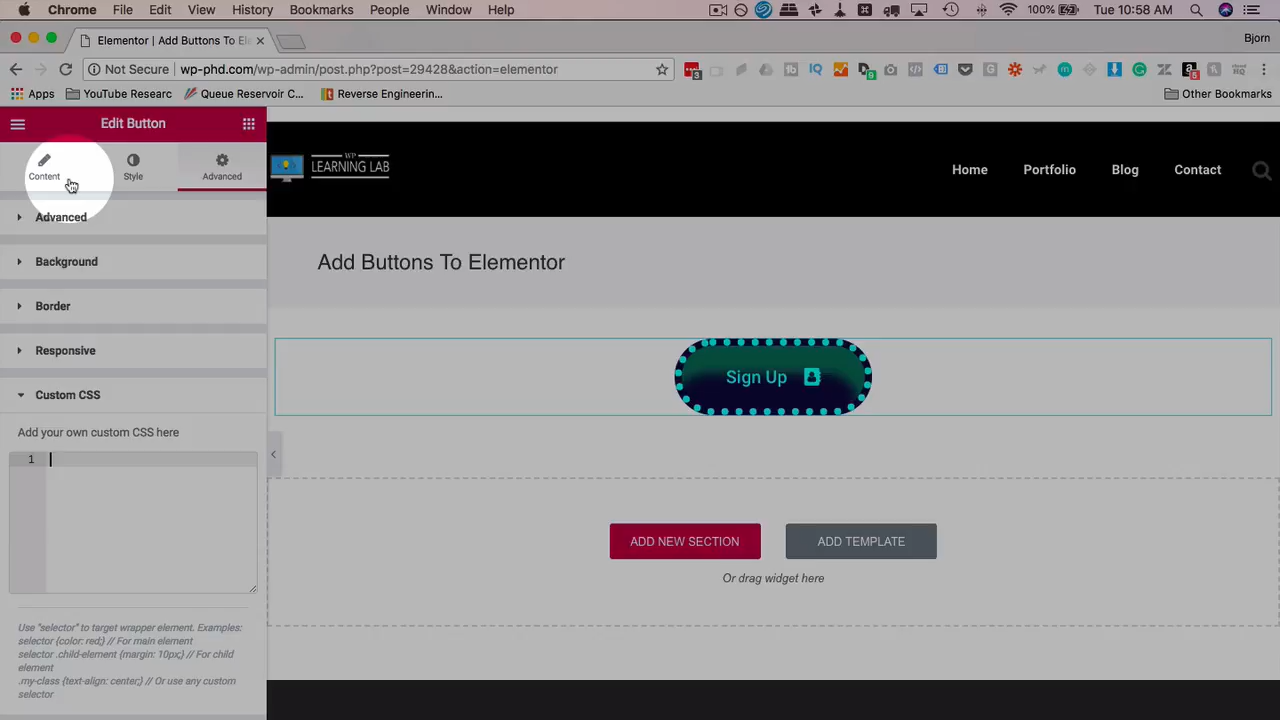 Chrome File Edit View History Bookmarks People Window Help 100% Tue 10:58 AM
Elementor | Add Buttons To Ele Bjorn
Not Secure wp-phd.com/wp-admin/post.php?post=29428&action=elementor
Apps YouTube Researc Queue Reservoir C... Reverse Engineerin... Other Bookmarks
Edit Button
Content Style Advanced
WP
LEARNING LAB
Home Portfolio Blog Contact
Advanced
Background
Border
Responsive
Custom CSS
Add your own custom CSS here
1
Use "selector" to target wrapper element. Examples:
selector {color: red;} // For main element
selector .child-element {margin: 10px;} // For child
element
.my-class {text-align: center;} // Or use any custom
selector
Add Buttons To Elementor
Sign Up
ADD NEW SECTION ADD TEMPLATE
Or drag widget here